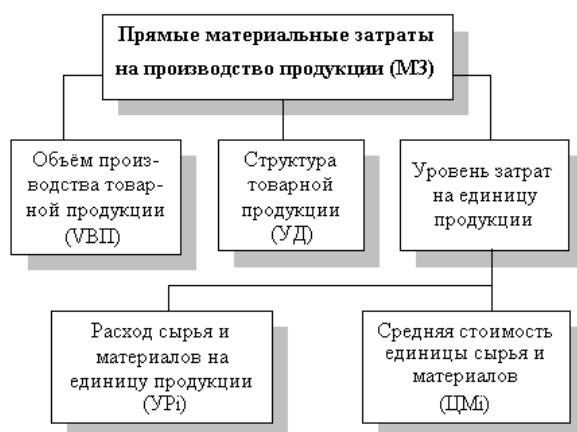 Прямые материальные затраты
на производство продукции (МЗ)
Объём произ-
водства товар-
ной продукции
(VВП)
Структура
товарной
продукции
(УД)
Уровень затрат
на единицу
продукции
Расход сырья и
материалов на
единицу продукции
(УРi)
Средняя стоимость
единицы сырья и
материалов
(ЦМi)